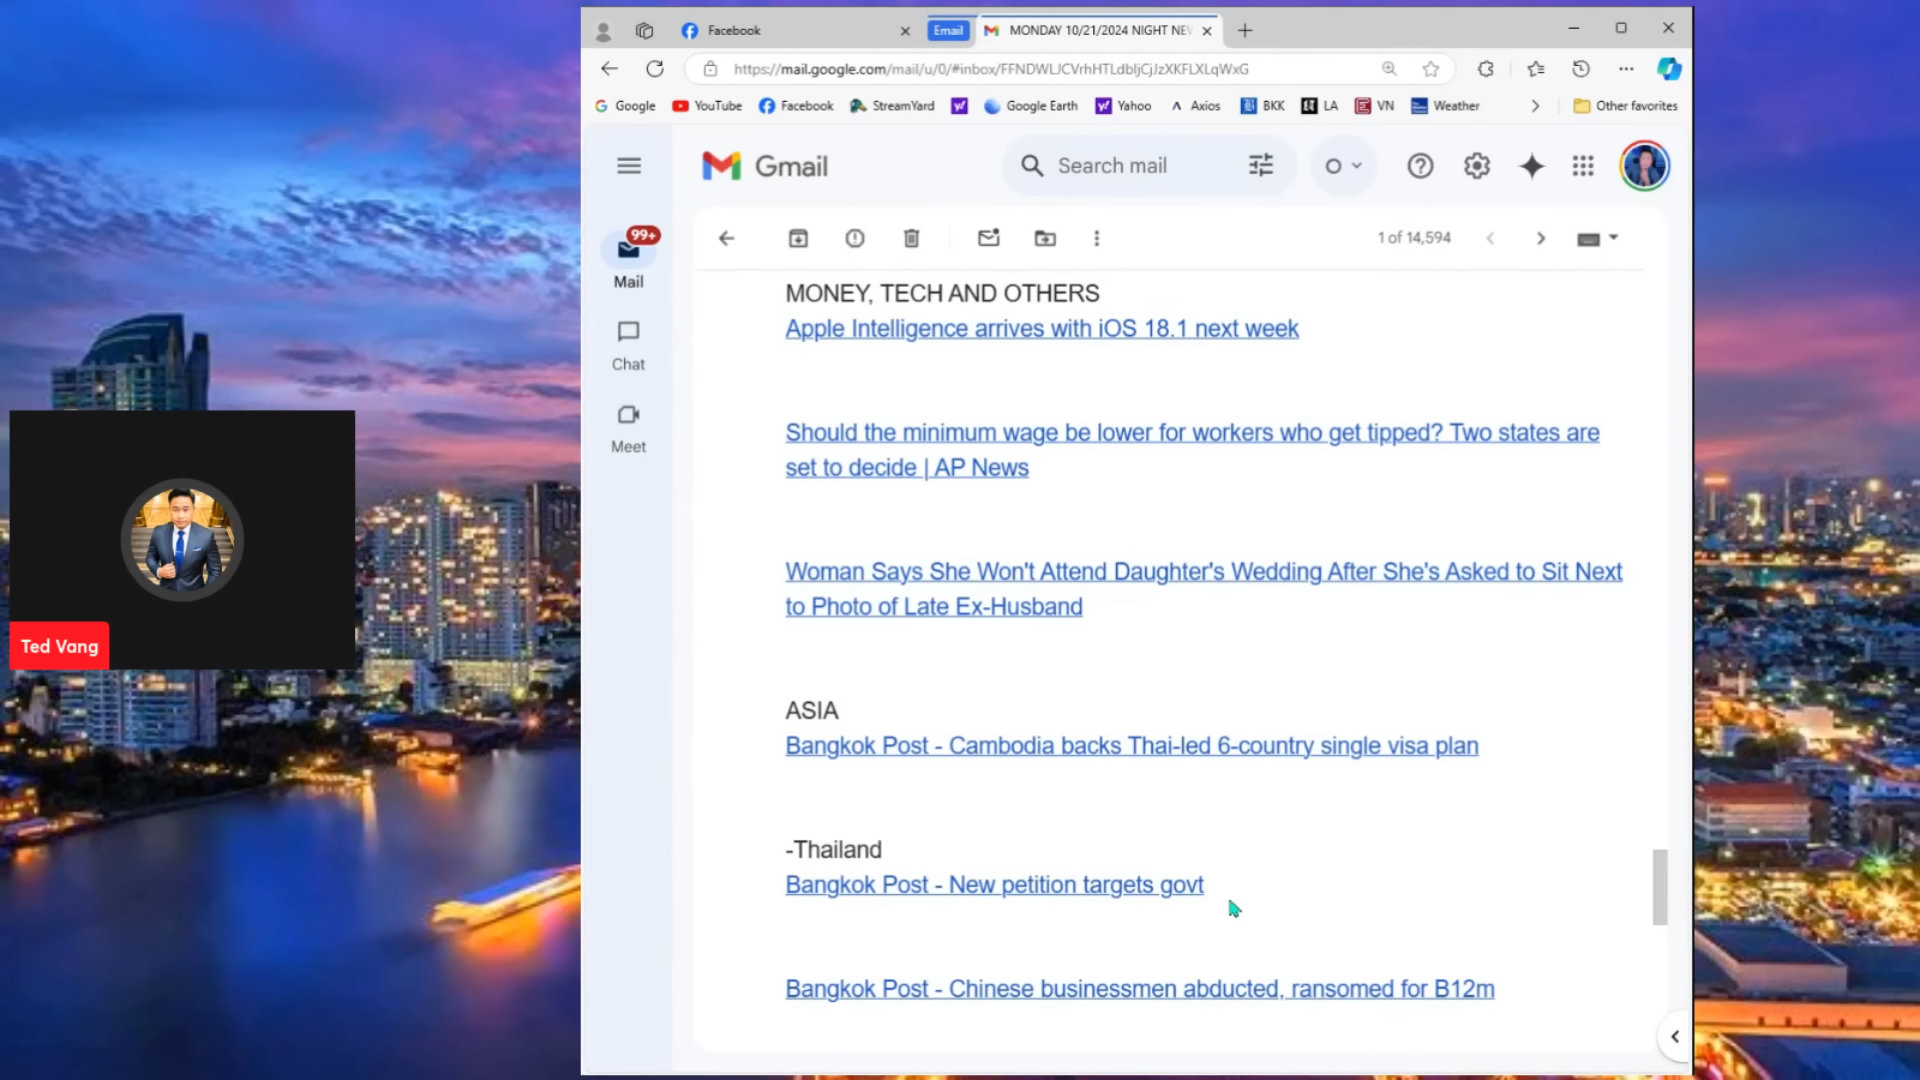 Facebook
Email
MONDAY 10/21/2024 NIGHT NEV
https://mail.google.com/mail/u/0/#inbox/FFNDWLJCVrhHTLdbljCjJzXKFLXLqWxG
Google
YouTube
Facebook
StreamYard
Google Earth
Yahoo
Axios
BKK
LA
VN
Weather
Other favorites
Gmail
Search mail
99+
Mail
Chat
Meet
1 of 14,594
MONEY, TECH AND OTHERS
Apple Intelligence arrives with iOS 18.1 next week
Should the minimum wage be lower for workers who get tipped? Two states are
set to decide | AP News
Woman Says She Won't Attend Daughter's Wedding After She's Asked to Sit Next
to Photo of Late Ex-Husband
ASIA
Bangkok Post - Cambodia backs Thai-led 6-country single visa plan
-Thailand
Bangkok Post - New petition targets govt
Bangkok Post - Chinese businessmen abducted, ransomed for B12m
Ted Vang